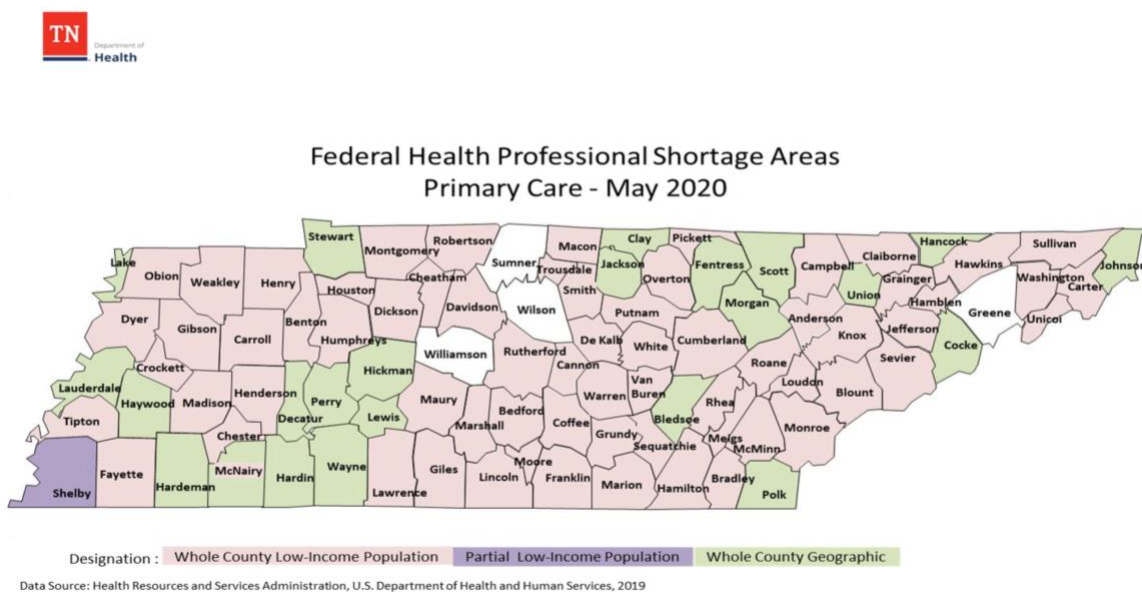 TN
Department of
Health
Federal Health Professional Shortage Areas
Primary Care - May 2020
Stewart
Montgomery
Robertson
Sumner
Macon
Clay
Pickett
Hancock
Sullivan
Lake
Obion
Weakley
Henry
Houston
Cheatham
Trousdale
Jackson
Overton
Fentress
Scott
Campbell
Claiborne
Hawkins
Washington
Johnson
Carter
Dyer
Gibson
Carroll
Benton
Humphreys
Dickson
Davidson
Wilson
Smith
Putnam
Morgan
Anderson
Union
Grainger
Hamblen
Greene
Unicoi
Crockett
Williamson
Rutherford
De Kalb
White
Cumberland
Knox
Jefferson
Cocke
Lauderdale
Haywood
Madison
Henderson
Decatur
Perry
Hickman
Maury
Cannon
Warren
Van
Buren
Roane
Loudon
Blount
Sevier
Tipton
Chester
Lewis
Marshall
Bedford
Coffee
Grundy
Bledsoe
Sequatchie
Rhea
Meigs
McMinn
Monroe
Shelby
Fayette
Hardeman
McNairy
Hardin
Wayne
Lawrence
Giles
Lincoln
Moore
Franklin
Marion
Hamilton
Bradley
Polk
Designation : Whole County Low-Income Population Partial Low-Income Population Whole County Geographic
Data Source: Health Resources and Services Administration, U.S. Department of Health and Human Services, 2019